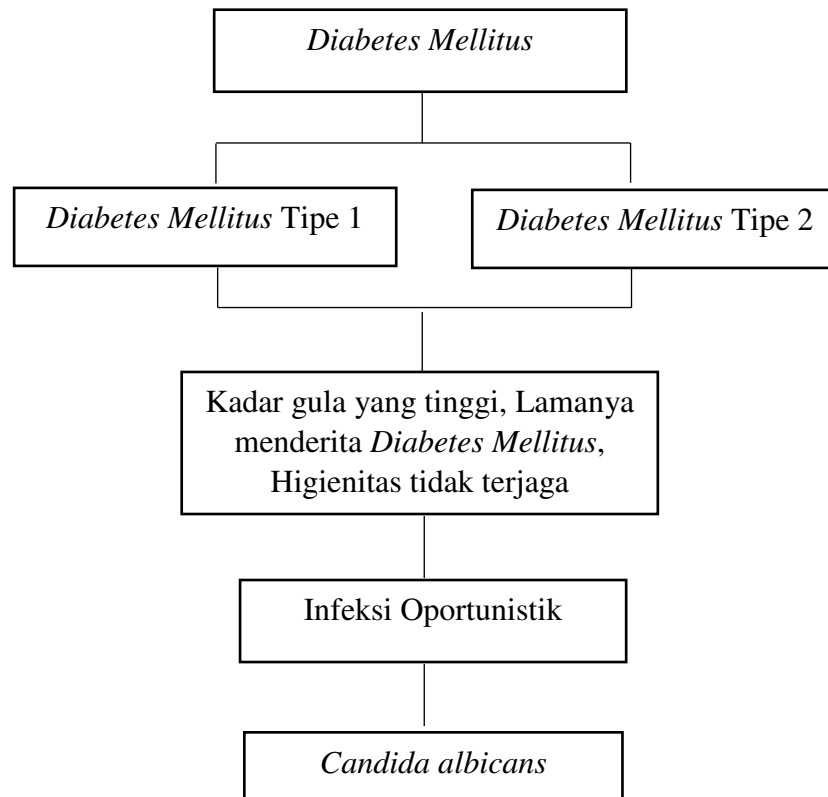 Diabetes Mellitus
Diabetes Mellitus Tipe 1
Diabetes Mellitus Tipe 2
Kadar gula yang tinggi, Lamanya
menderita Diabetes Mellitus,
Higienitas tidak terjaga
Infeksi Oportunistik
Candida albicans